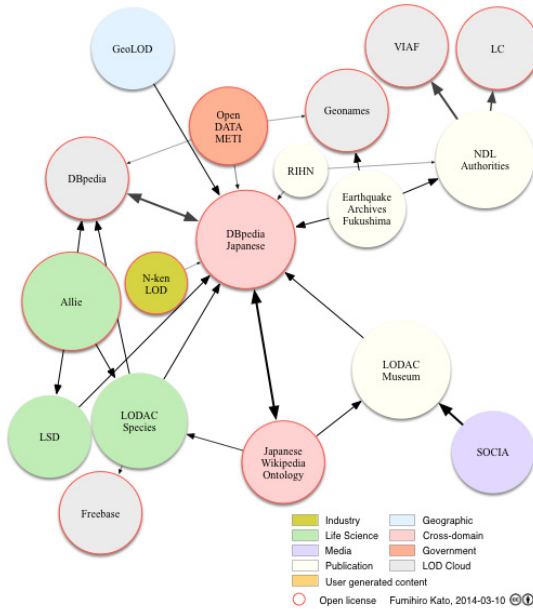 GeoLOD
VIAF
LC
Open
DATA
METI
Geonames
NDL
Authorities
RIHN
DBpedia
Earthquake
Archives
Fukushima
DBpedia
Japanese
N-ken
LOD
Allie
LODAC
Museum
LODAC
Species
LSD
Japanese
Wikipedia
Ontology
SOCIA
Freebase
Industry
Geographic
Life Science
Cross-domain
Media
Government
Publication
LOD Cloud
User generated content
Open license
Fumihiro Kato, 2014-03-10